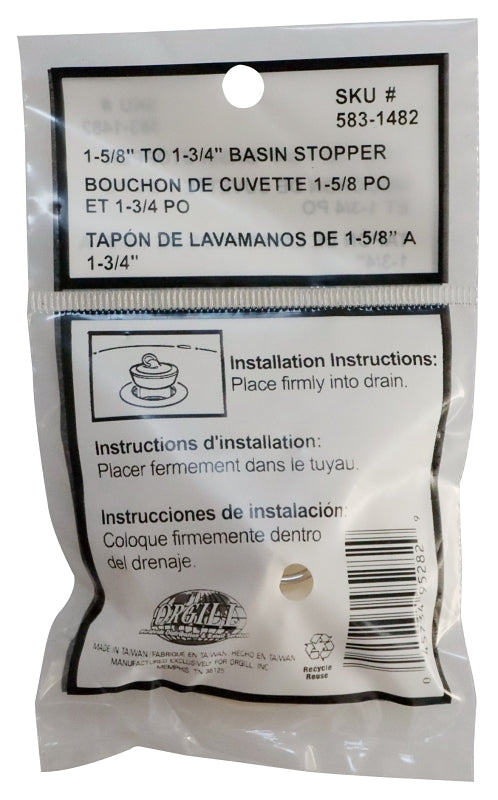 SKU #
583-1482
1-5/8" TO 1-3/4" BASIN STOPPER
BOUCHON DE CUVETTE 1-5/8 PO
ET 1-3/4 PO
TAPÓN DE LAVAMANOS DE 1-5/8" A
1-3/4"
Installation Instructions:
Place firmly into drain.
Instructions d'installation:
Placer fermement dans le tuyau.
Instrucciones de instalación:
Coloque firmemente dentro
del drenaje.
ORGILL
MADE IN TAIWAN/FABRIQUE EN TAIWAN/HECHO EN TAIWAN
MANUFACTURED EXCLUSIVELY FOR ORGILL INC.
MEMPHIS, TN 38125
Recycle
Reuse